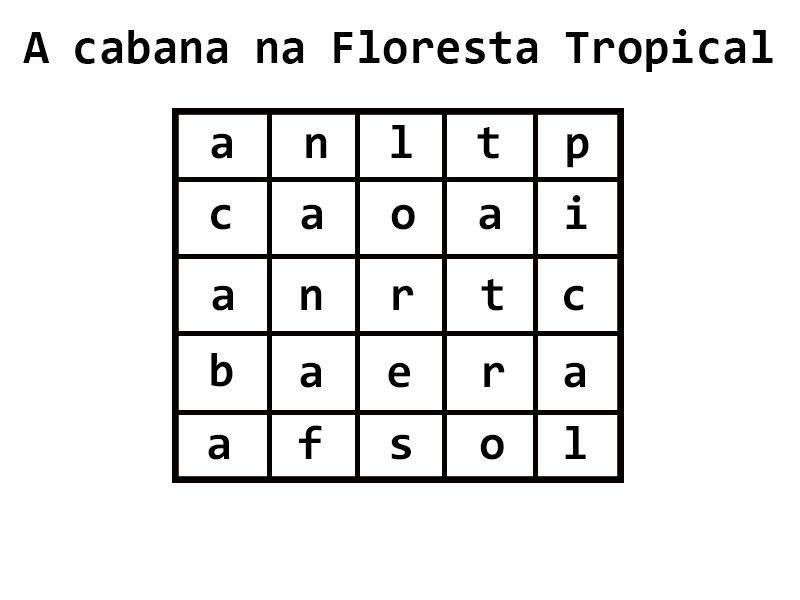 A cabana na Floresta Tropical
a n l t p
c a o a i
a n r t c
b a e r a
a f s o l